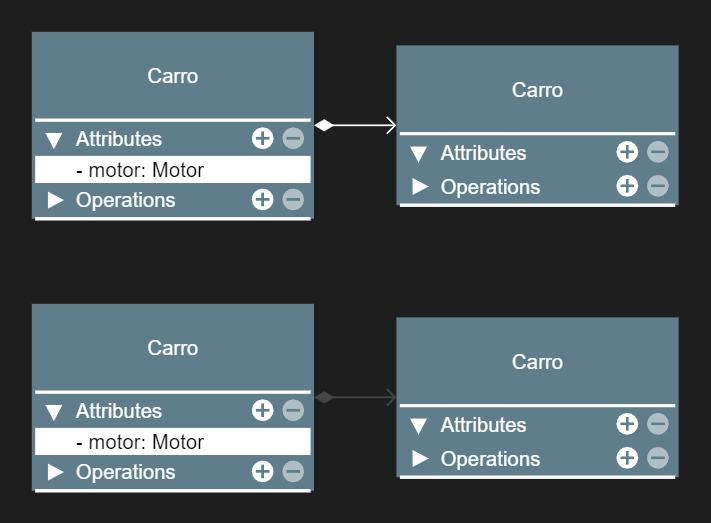 Carro
Attributes
- motor: Motor
Operations
Carro
Attributes
Operations
Carro
Attributes
- motor: Motor
Operations
Carro
Attributes
Operations